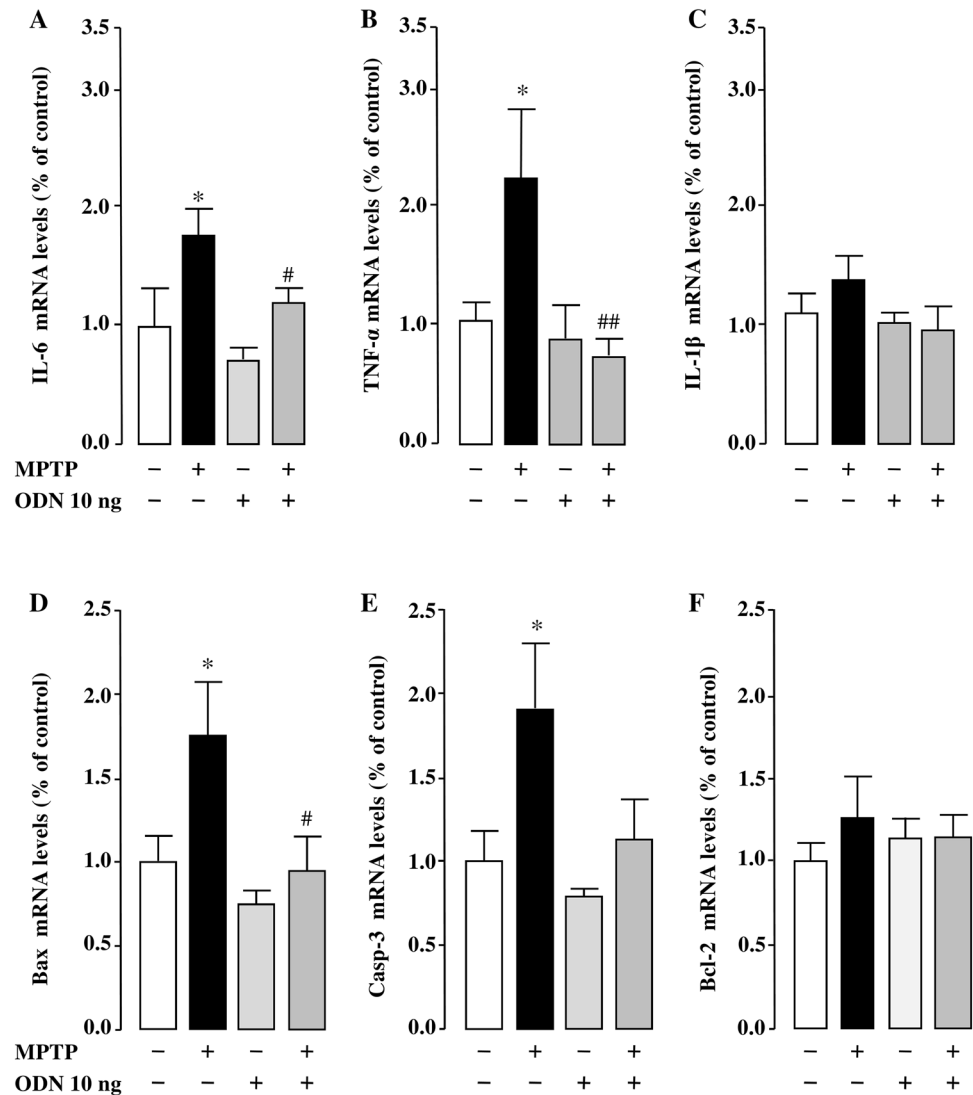 A
IL-6 mRNA levels (% of control)
3.5
3.0
2.0
1.0
0.0
*
#
B
TNF-α mRNA levels (% of control)
3.5
3.0
2.0
1.0
0.0
*
##
C
IL-1β mRNA levels (% of control)
3.5
3.0
2.0
1.0
0.0
MPTP − + − + − + − + − + − +
ODN 10 ng − − + + − − + + − − + +
D
Bax mRNA levels (% of control)
2.5
2.0
1.5
1.0
0.5
0.0
*
#
E
Casp-3 mRNA levels (% of control)
2.5
2.0
1.5
1.0
0.5
0.0
*
F
Bcl-2 mRNA levels (% of control)
2.5
2.0
1.5
1.0
0.5
0.0
MPTP − + − + − + − + − + − +
ODN 10 ng − − + + − − + + − − + +